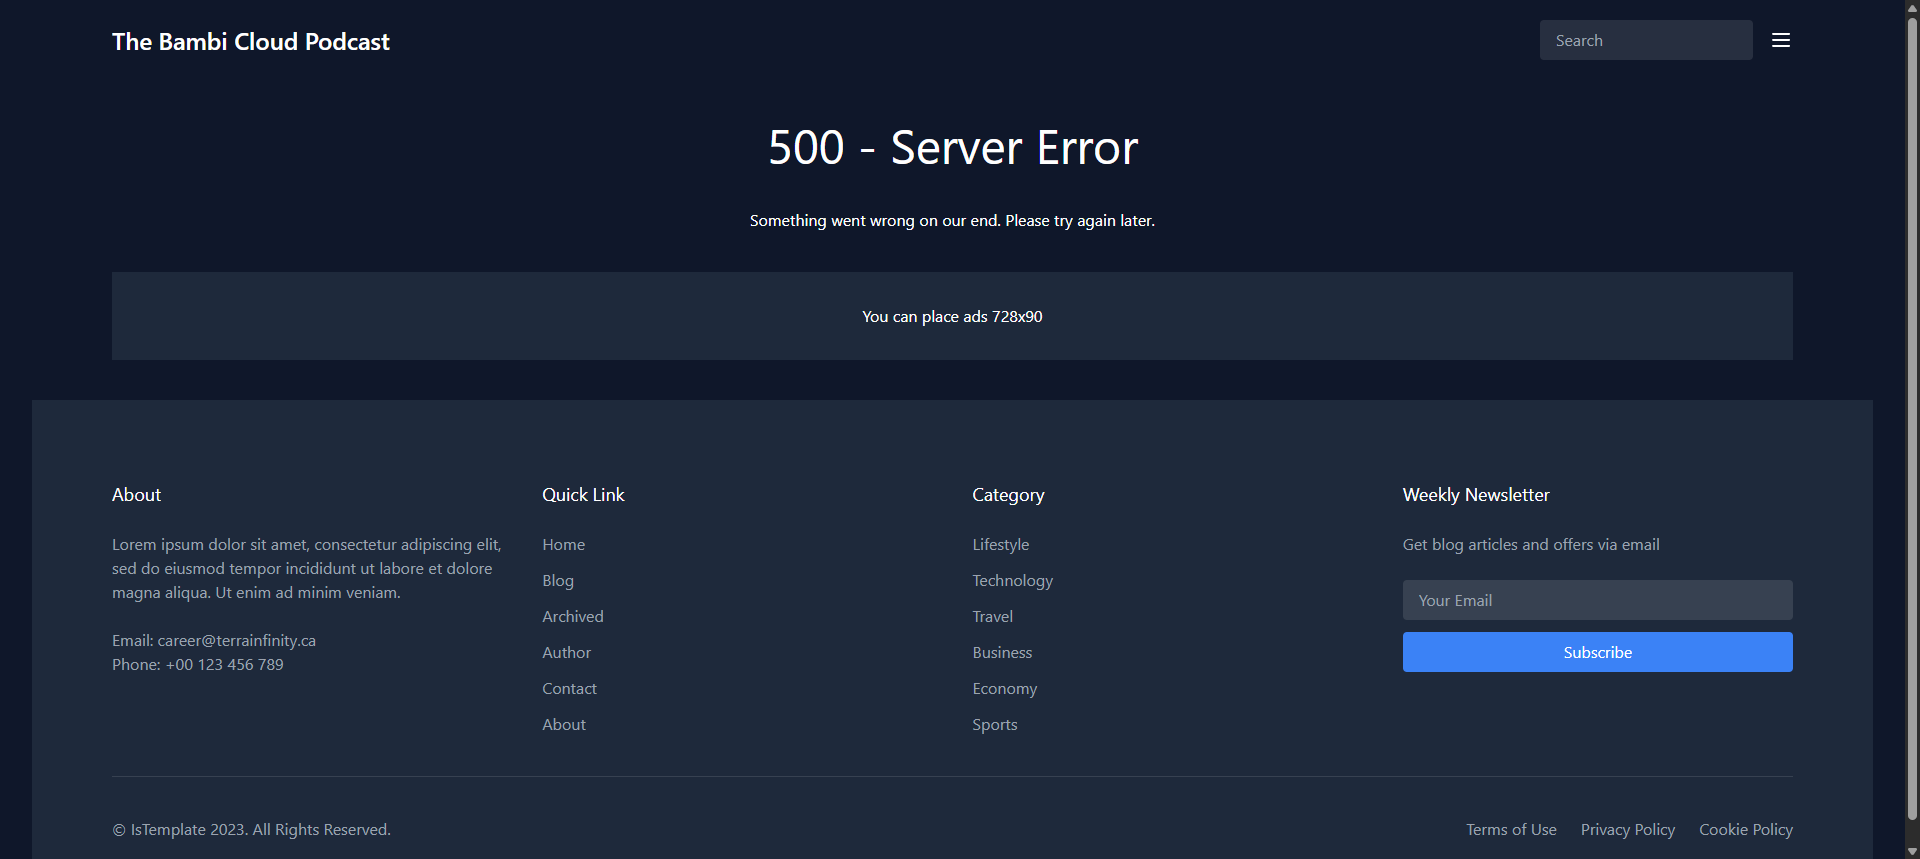 The Bambi Cloud Podcast
Search
500 - Server Error
Something went wrong on our end. Please try again later.
You can place ads 728x90
About
Lorem ipsum dolor sit amet, consectetur adipiscing elit,
sed do eiusmod tempor incididunt ut labore et dolore
magna aliqua. Ut enim ad minim veniam.
Email: career@terrainfinity.ca
Phone: +00 123 456 789
Quick Link
Home
Blog
Archived
Author
Contact
About
Category
Lifestyle
Technology
Travel
Business
Economy
Sports
Weekly Newsletter
Get blog articles and offers via email
Your Email
Subscribe
© IsTemplate 2023. All Rights Reserved.
Terms of Use Privacy Policy Cookie Policy